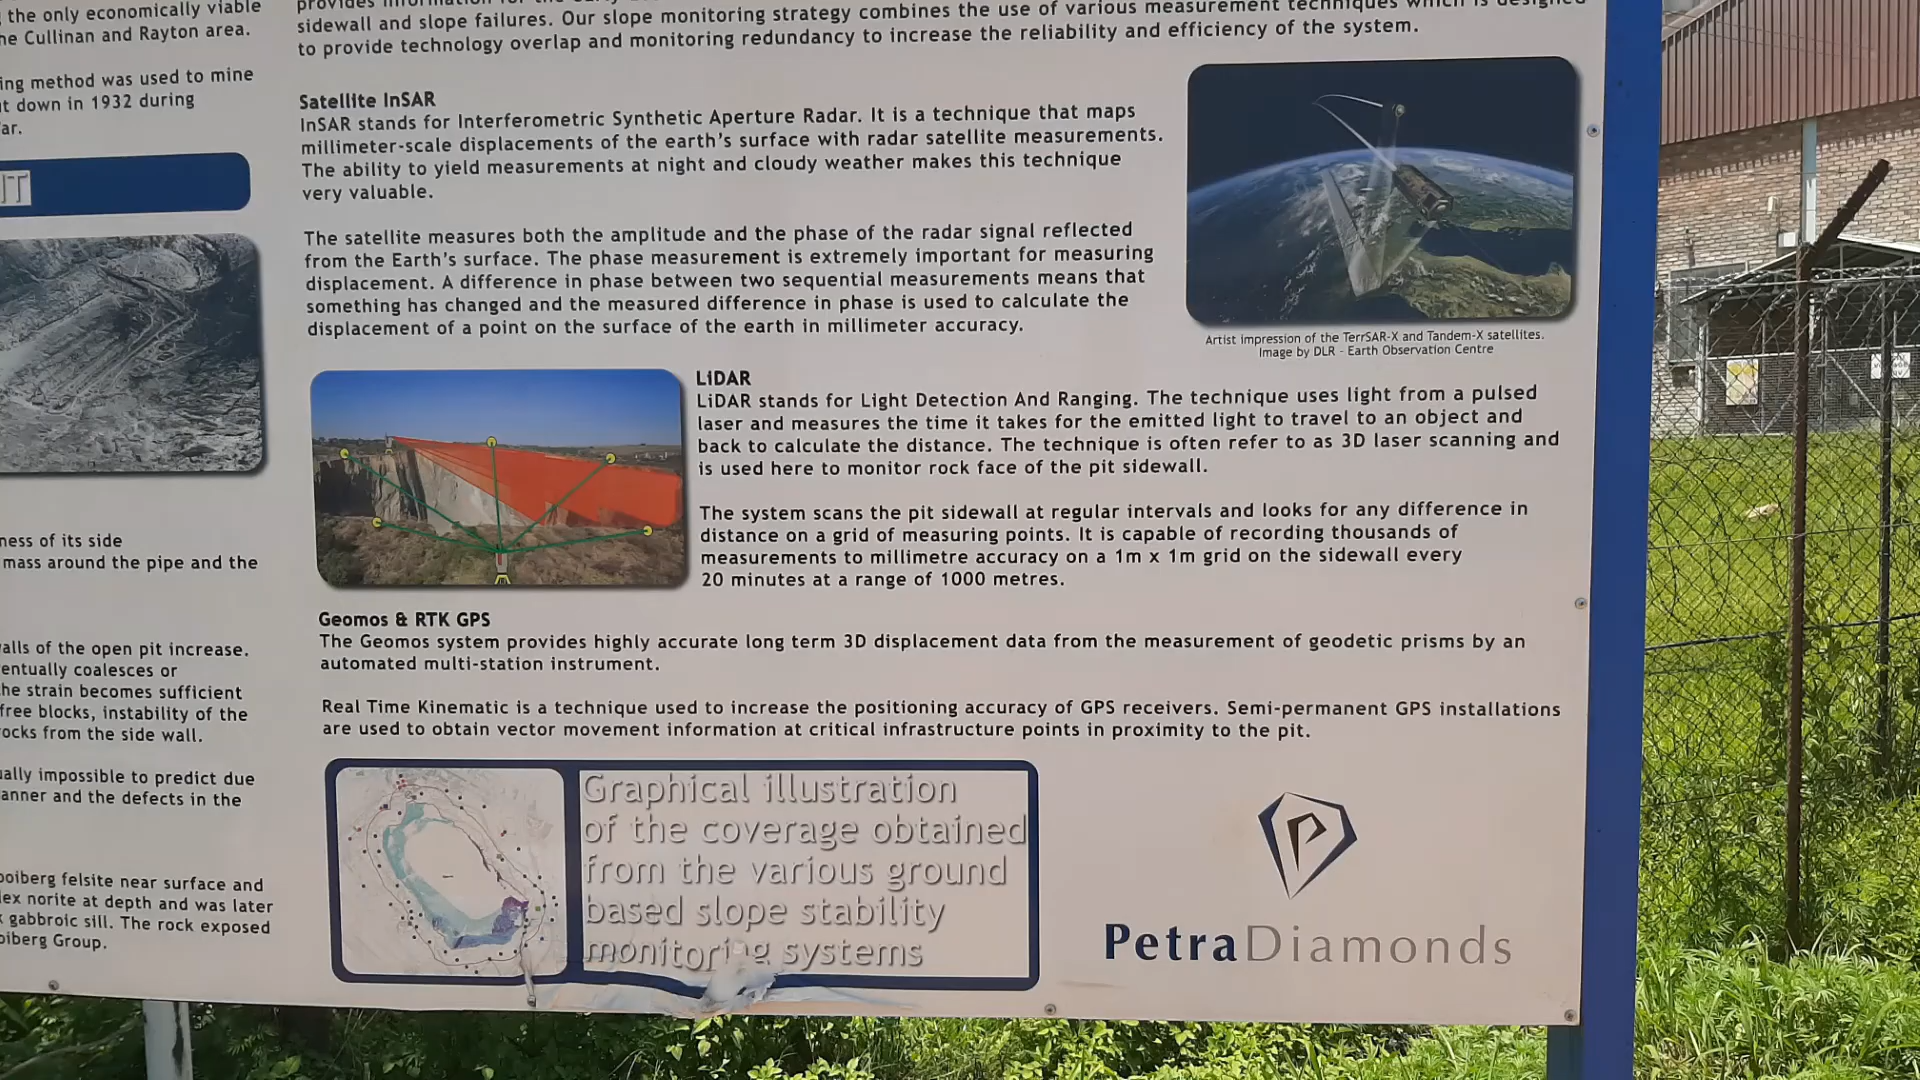 the only economically viable
he Cullinan and Rayton area.
ing method was used to mine
t down in 1932 during
ar.
IT
ness of its side
mass around the pipe and the
alls of the open pit increase.
entually coalesces or
he strain becomes sufficient
free blocks, instability of the
ocks from the side wall.
ually impossible to predict due
anner and the defects in the
ooiberg felsite near surface and
lex norite at depth and was later
gabbroic sill. The rock exposed
oiberg Group.
sidewall and slope failures. Our slope monitoring strategy combines the use of various measurement techniques which is designed
to provide technology overlap and monitoring redundancy to increase the reliability and efficiency of the system.
Satellite InSAR
InSAR stands for Interferometric Synthetic Aperture Radar. It is a technique that maps
millimeter-scale displacements of the earth's surface with radar satellite measurements.
The ability to yield measurements at night and cloudy weather makes this technique
very valuable.
The satellite measures both the amplitude and the phase of the radar signal reflected
from the Earth's surface. The phase measurement is extremely important for measuring
displacement. A difference in phase between two sequential measurements means that
something has changed and the measured difference in phase is used to calculate the
displacement of a point on the surface of the earth in millimeter accuracy.
Artist impression of the TerrSAR-X and Tandem-X satellites.
Image by DLR - Earth Observation Centre
LiDAR
LiDAR stands for Light Detection And Ranging. The technique uses light from a pulsed
laser and measures the time it takes for the emitted light to travel to an object and
back to calculate the distance. The technique is often refer to as 3D laser scanning and
is used here to monitor rock face of the pit sidewall.
The system scans the pit sidewall at regular intervals and looks for any difference in
distance on a grid of measuring points. It is capable of recording thousands of
measurements to millimetre accuracy on a 1m x 1m grid on the sidewall every
20 minutes at a range of 1000 metres.
Geomos & RTK GPS
The Geomos system provides highly accurate long term 3D displacement data from the measurement of geodetic prisms by an
automated multi-station instrument.
Real Time Kinematic is a technique used to increase the positioning accuracy of GPS receivers. Semi-permanent GPS installations
are used to obtain vector movement information at critical infrastructure points in proximity to the pit.
Graphical illustration
of the coverage obtained
from the various ground
based slope stability
monitoring systems
PetraDiamonds